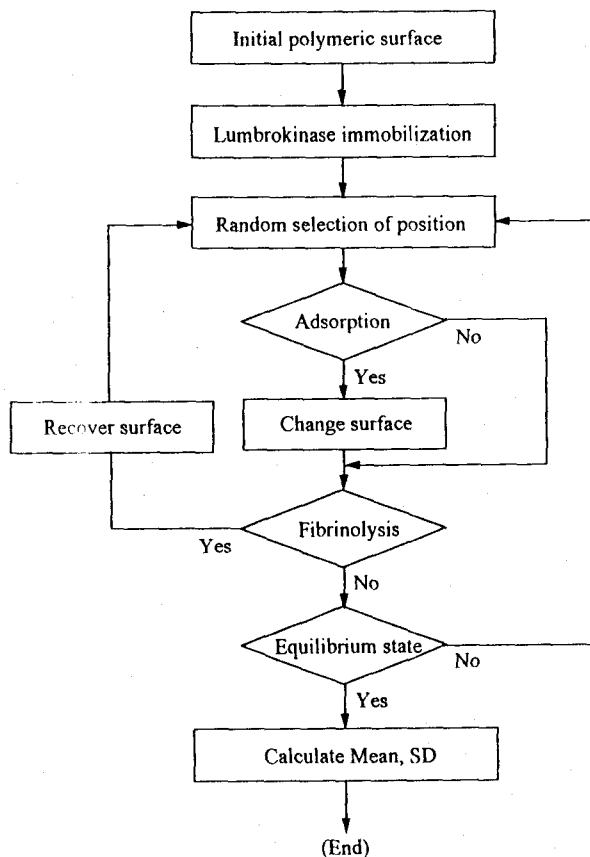 Initial polymeric surface
Lumbrokinase immobilization
Random selection of position
Adsorption
No
Yes
Recover surface
Change surface
Fibrinolysis
Yes
No
Equilibrium state
No
Yes
Calculate Mean, SD
(End)